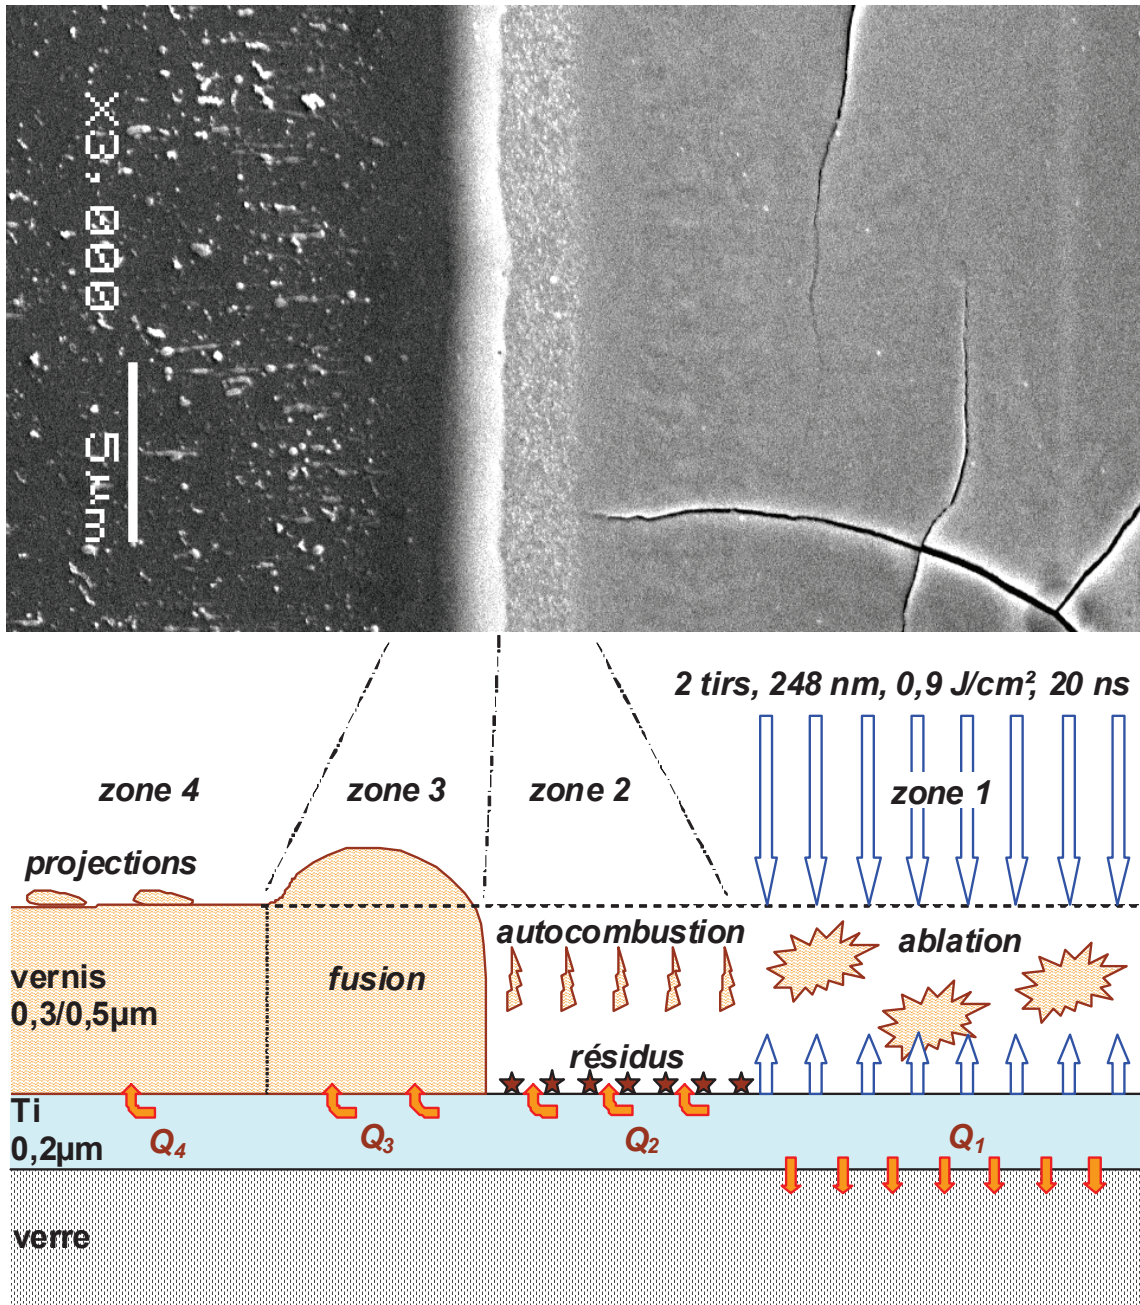 x3,000
5µm
2 tirs, 248 nm, 0,9 J/cm², 20 ns
zone 4
zone 3
zone 2
zone 1
projections
autocombustion
ablation
vernis
0,3/0,5µm
fusion
résidus
Ti
0,2µm
Q4
Q3
Q2
Q1
verre